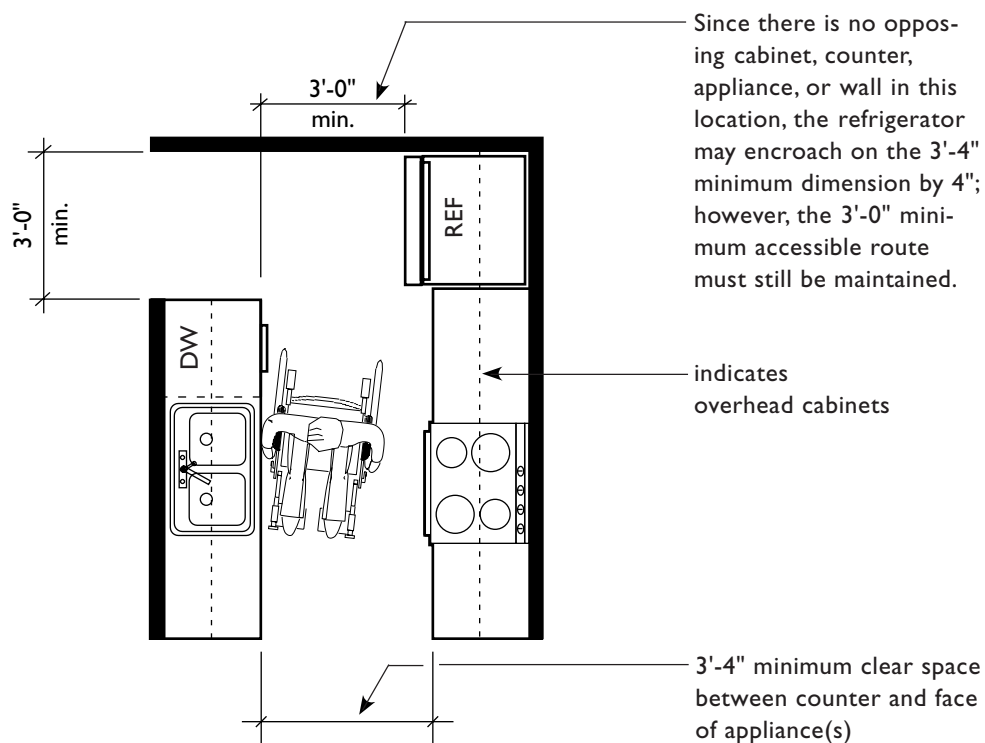 Since there is no oppos-
ing cabinet, counter,
appliance, or wall in this
location, the refrigerator
may encroach on the 3'-4"
minimum dimension by 4";
however, the 3'-0" mini-
mum accessible route
must still be maintained.
3'-0"
min.
3'-0"
min.
REF
DW
indicates
overhead cabinets
3'-4" minimum clear space
between counter and face
of appliance(s)